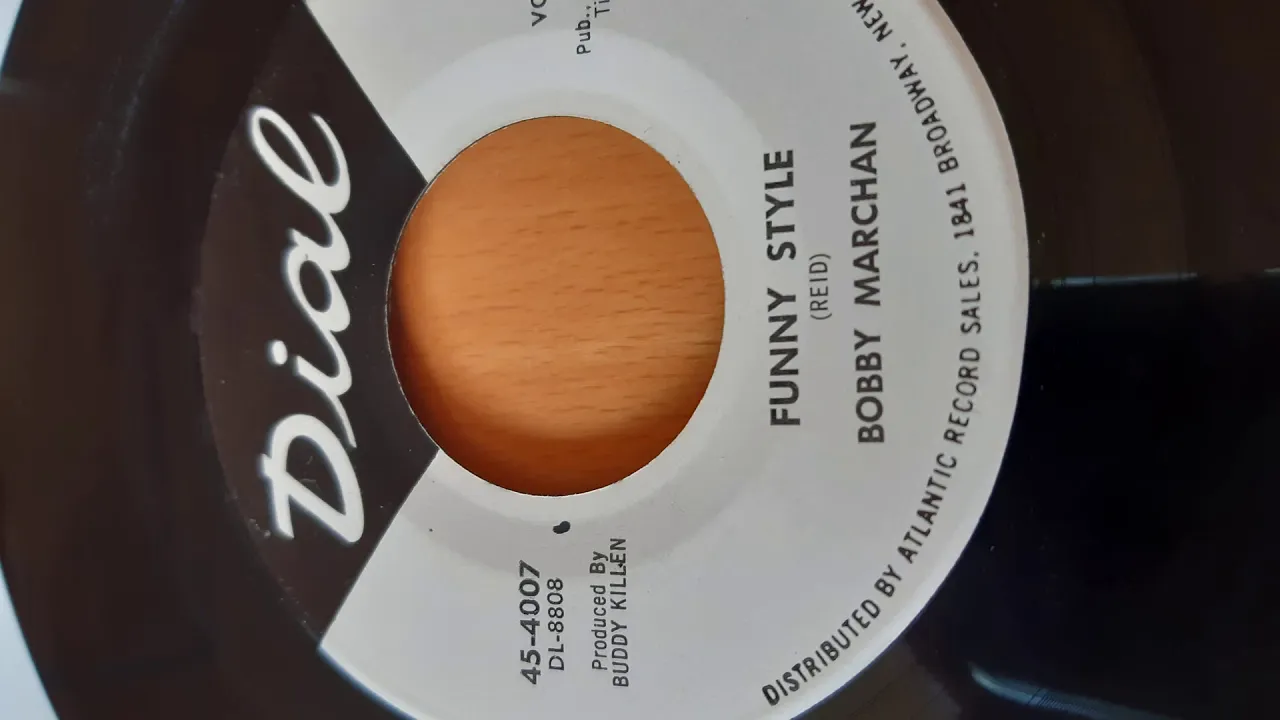 Dial
45-4007
DL-8808
Produced By
BUDDY KILLEN
Pub.,
FUNNY STYLE
(REID)
BOBBY MARCHAN
DISTRIBUTED BY ATLANTIC RECORD SALES, 1841 BROADWAY, NEW